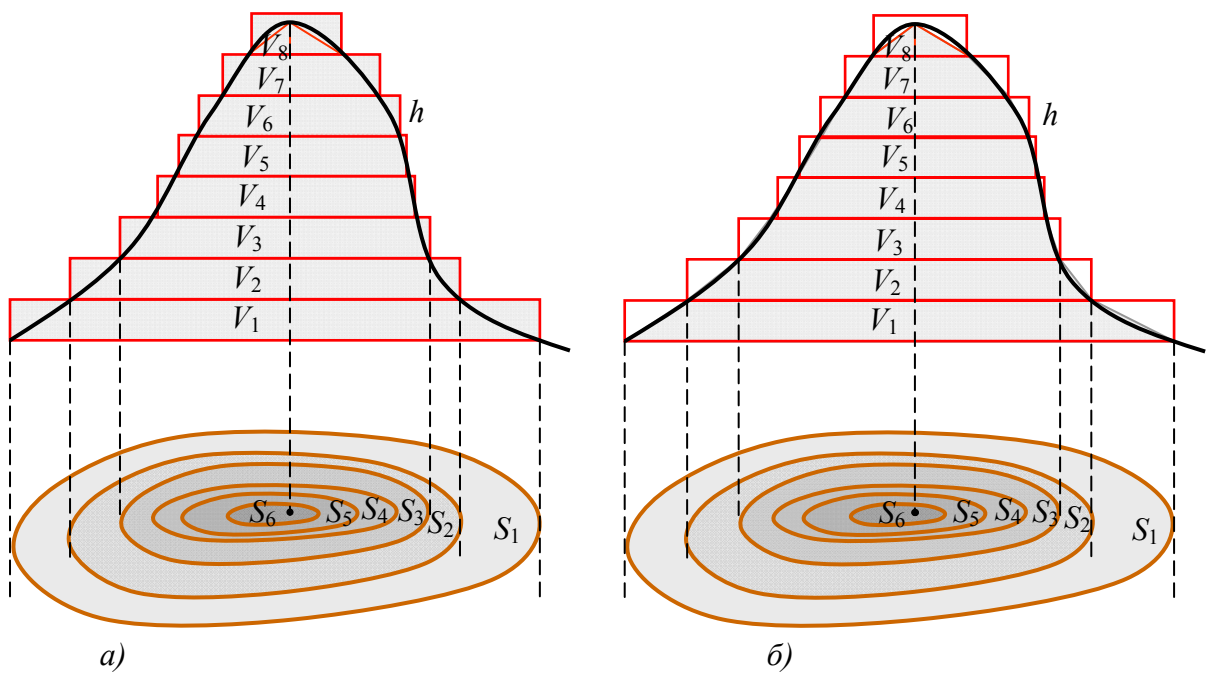 V8
V7
V6
h
V5
V4
V3
V2
V1
S6 S5 S4 S3 S2 S1
а)
V8
V7
V6
h
V5
V4
V3
V2
V1
S6 S5 S4 S3 S2 S1
б)